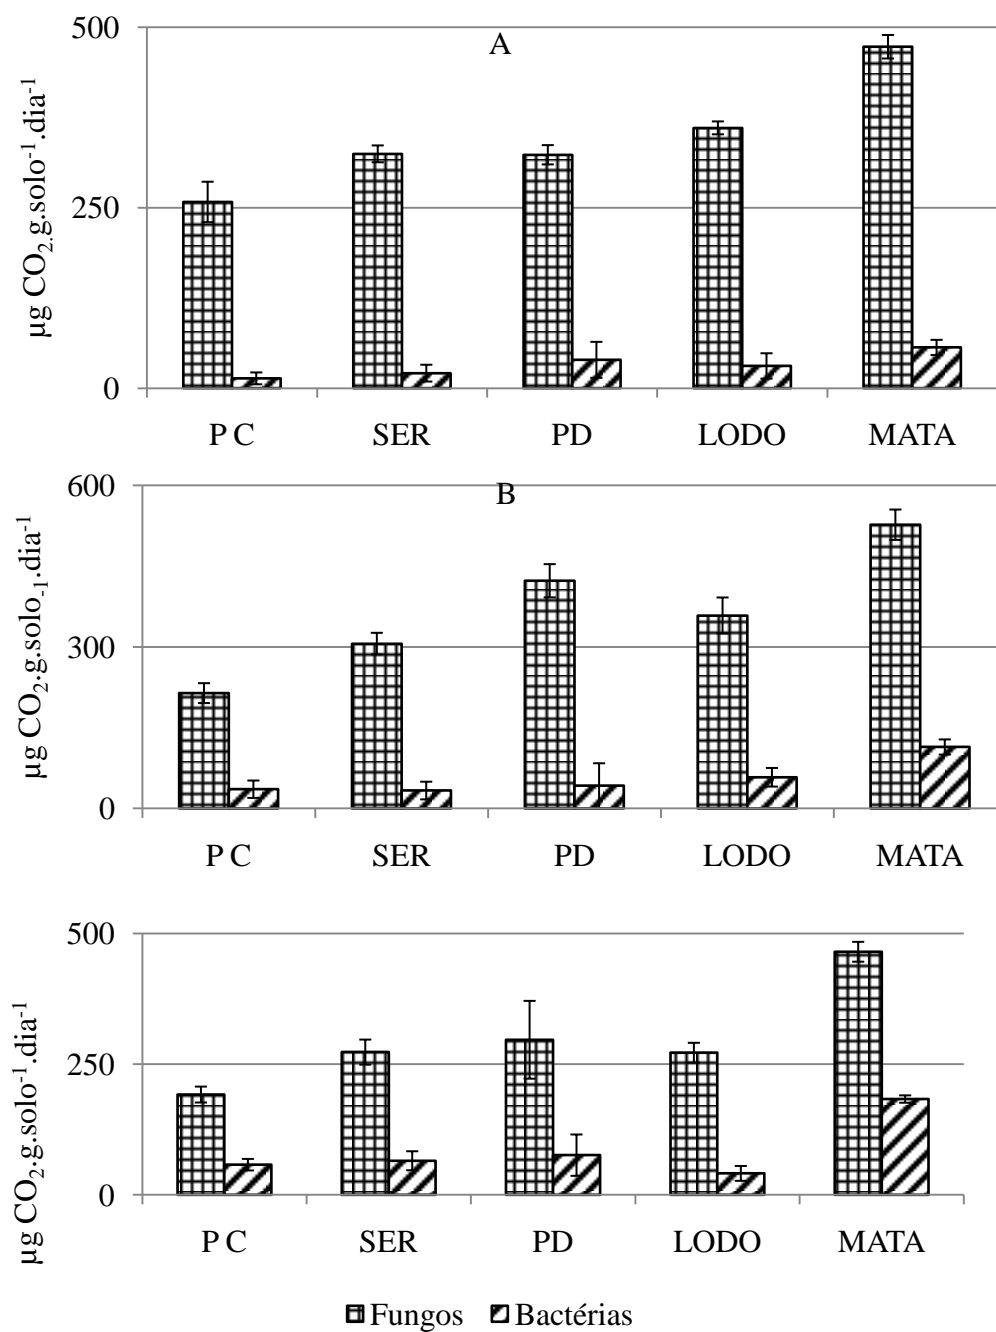 500
A
250
0
µg CO₂.g.solo⁻¹.dia⁻¹
P C SER PD LODO MATA
600
B
300
0
µg CO₂.g.solo₋₁.dia⁻¹
P C SER PD LODO MATA
500
250
0
µg CO₂.g.solo⁻¹.dia⁻¹
P C SER PD LODO MATA
Fungos Bactérias